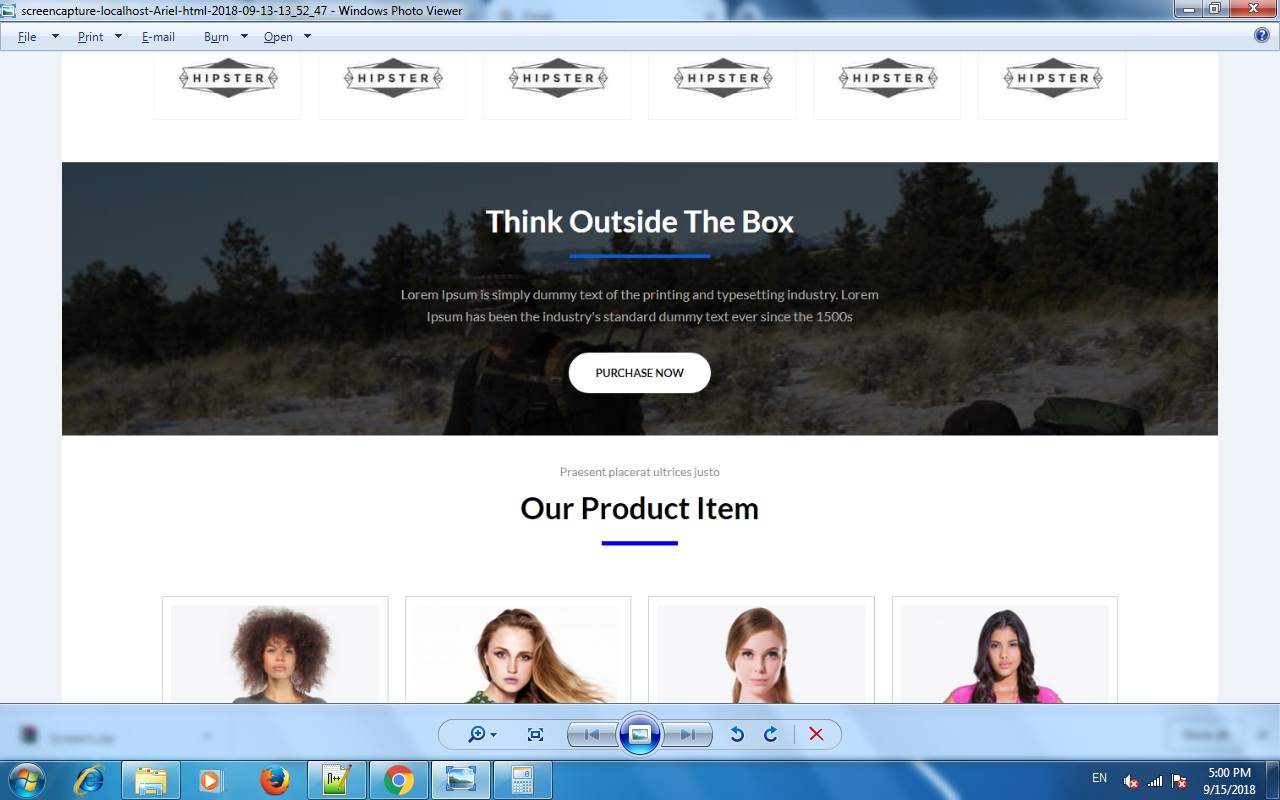 screencapture-localhost-Ariel-html-2018-09-13-13_52_47 - Windows Photo Viewer
File Print E-mail Burn Open
HIPSTER HIPSTER HIPSTER HIPSTER HIPSTER HIPSTER
Think Outside The Box
Lorem Ipsum is simply dummy text of the printing and typesetting industry. Lorem
Ipsum has been the industry's standard dummy text ever since the 1500s
PURCHASE NOW
Praesent placerat ultrices justo
Our Product Item
EN
5:00 PM
9/15/2018